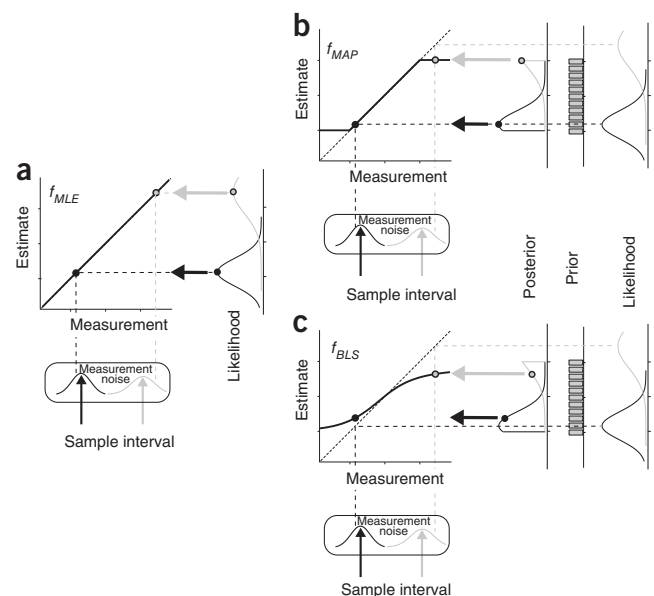 a
f_MLE
Estimate
Measurement
Likelihood
Measurement
noise
Sample interval
b
f_MAP
Estimate
Measurement
Measurement
noise
Sample interval
Posterior
Prior
Likelihood
c
f_BLS
Estimate
Measurement
Measurement
noise
Sample interval